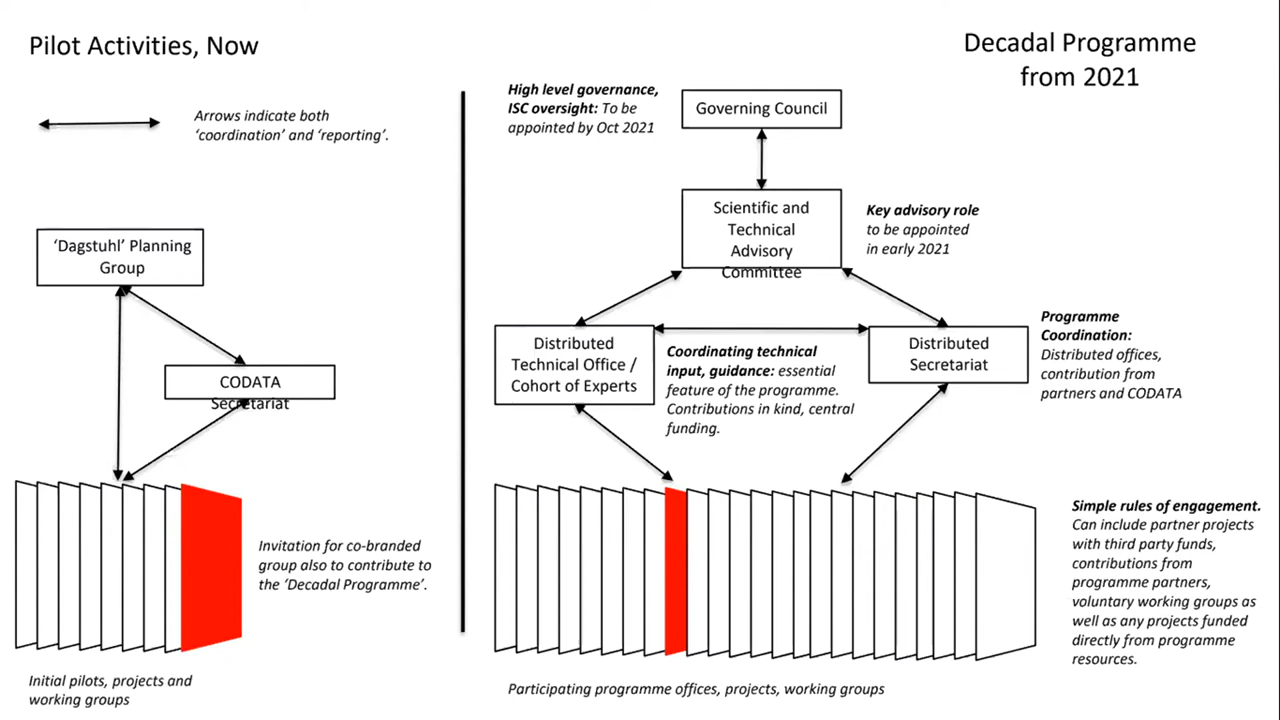 Pilot Activities, Now
Arrows indicate both
‘coordination’ and ‘reporting’.
‘Dagstuhl’ Planning
Group
CODATA
Secretariat
Invitation for co-branded
group also to contribute to
the ‘Decadal Programme’.
Initial pilots, projects and
working groups
Decadal Programme
from 2021
High level governance,
ISC oversight: To be
appointed by Oct 2021
Governing Council
Scientific and
Technical
Advisory
Committee
Key advisory role
to be appointed
in early 2021
Distributed
Technical Office /
Cohort of Experts
Coordinating technical
input, guidance: essential
feature of the programme.
Contributions in kind, central
funding.
Distributed
Secretariat
Programme
Coordination:
Distributed offices,
contribution from
partners and CODATA
Simple rules of engagement.
Can include partner projects
with third party funds,
contributions from
programme partners,
voluntary working groups as
well as any projects funded
directly from programme
resources.
Participating programme offices, projects, working groups